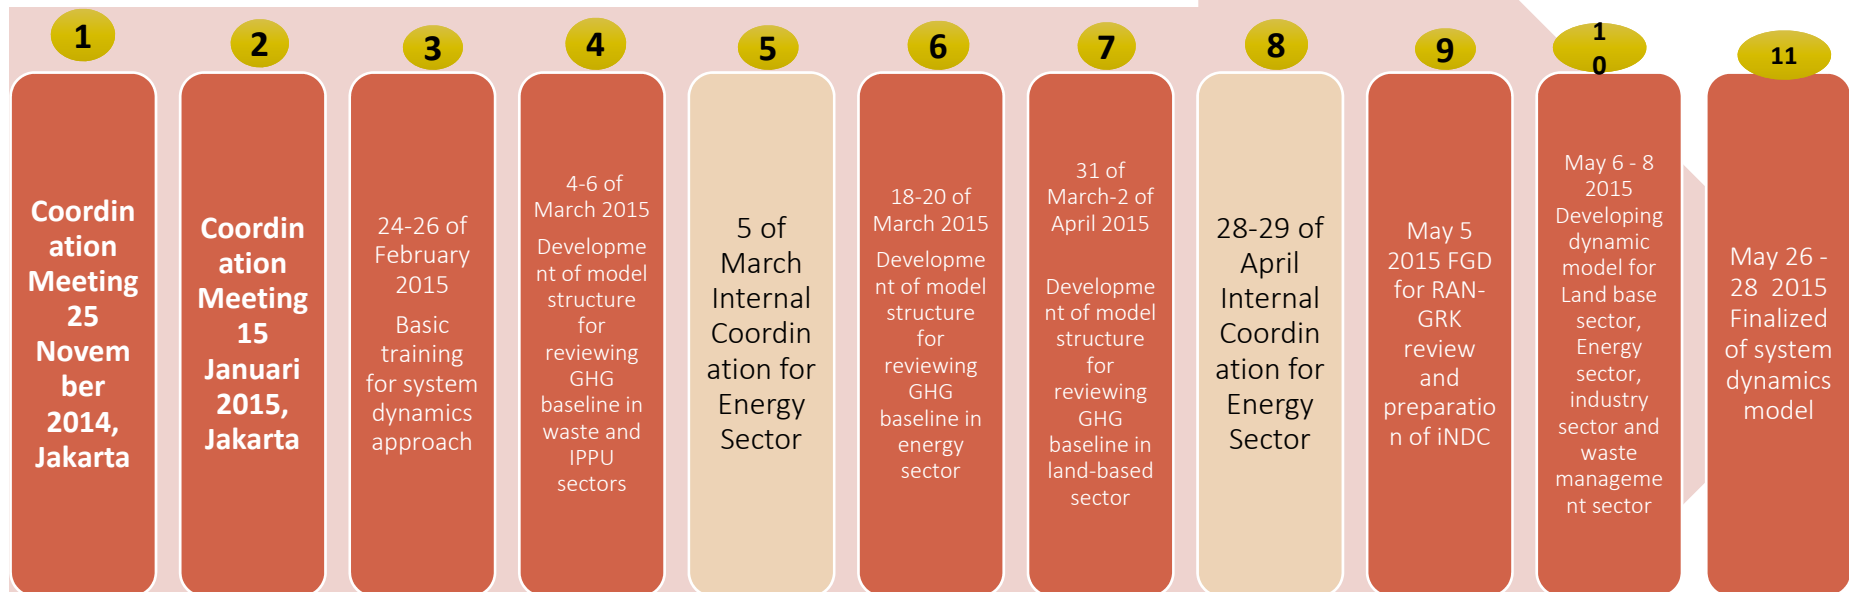 1
Coordin
ation
Meeting
25
Novem
ber
2014,
Jakarta
2
Coordin
ation
Meeting
15
Januari
2015,
Jakarta
3
24-26 of
February
2015
Basic
training
for system
dynamics
approach
4
4-6 of
March 2015
Developme
nt of model
structure
for
reviewing
GHG
baseline in
waste and
IPPU
sectors
5
5 of
March
Internal
Coordin
ation for
Energy
Sector
6
18-20 of
March 2015
Developme
nt of model
structure
for
reviewing
GHG
baseline in
energy
sector
7
31 of
March-2 of
April 2015
Developme
nt of model
structure
for
reviewing
GHG
baseline in
land-based
sector
8
28-29 of
April
Internal
Coordin
ation for
Energy
Sector
9
May 5
2015 FGD
for RAN-
GRK
review
and
preparatio
n of iNDC
1
0
May 6 - 8
2015
Developing
dynamic
model for
Land base
sector,
Energy
sector,
industry
sector and
waste
manageme
nt sector
11
May 26 -
28 2015
Finalized
of system
dynamics
model